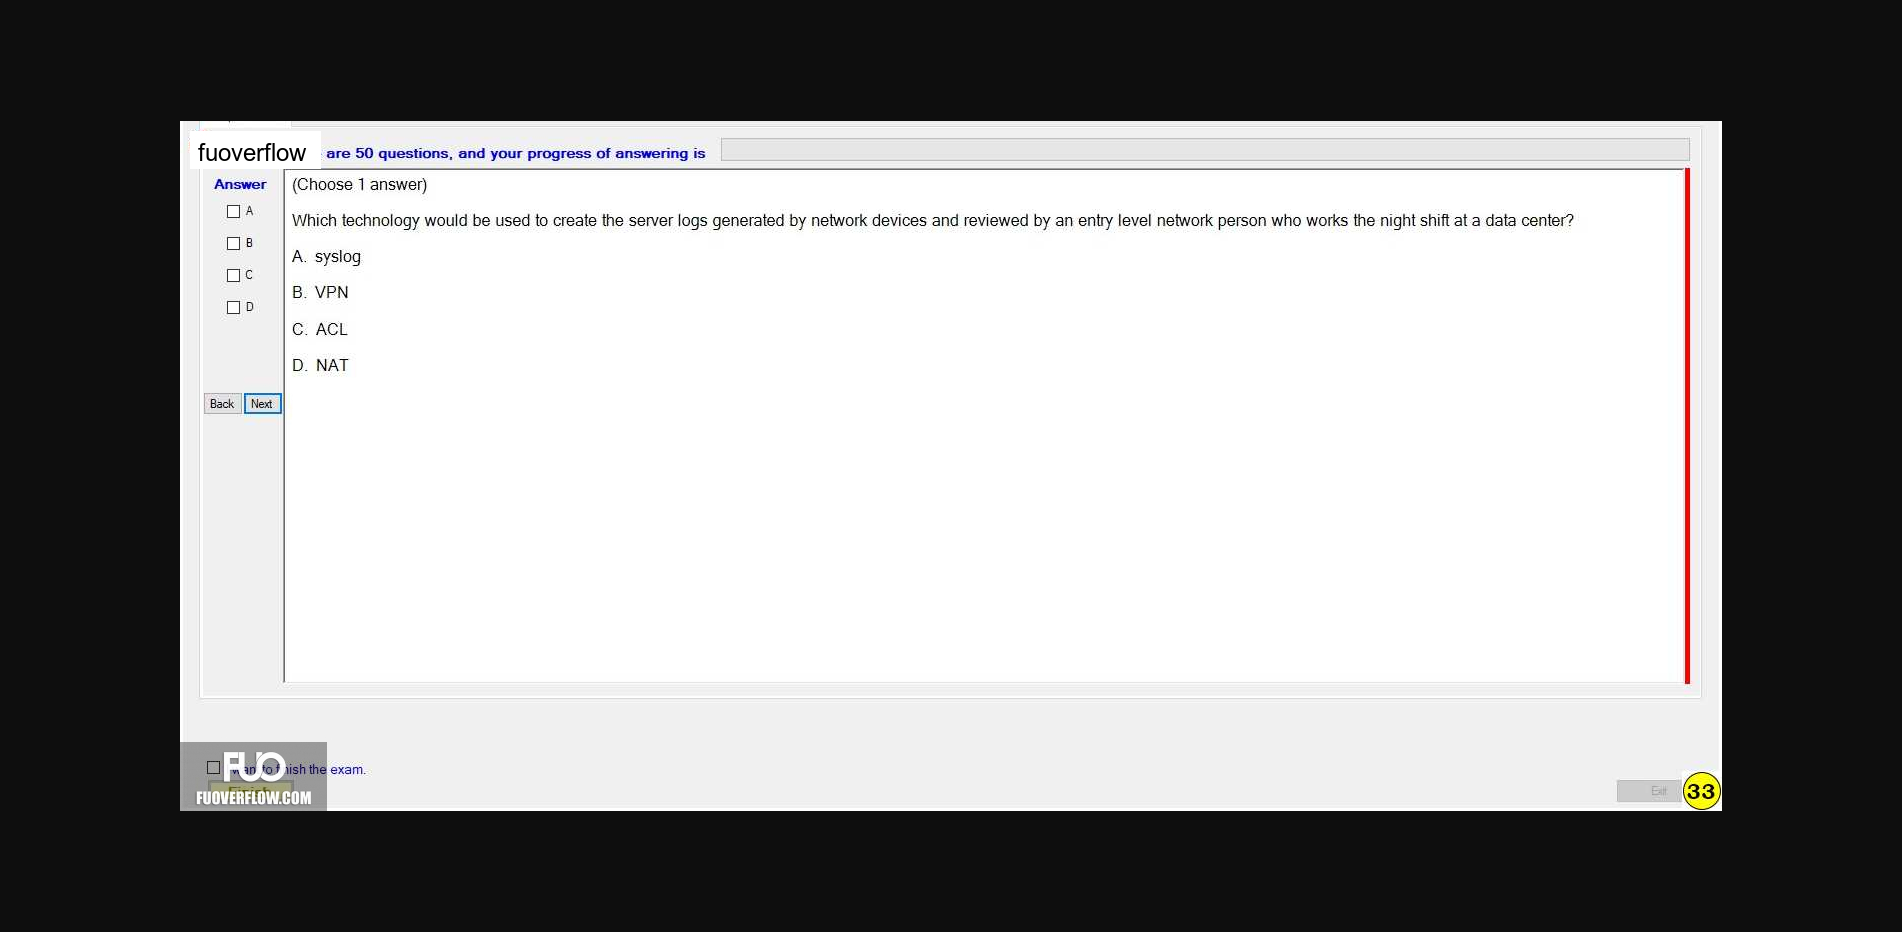 fuoverflow are 50 questions, and your progress of answering is
Answer
(Choose 1 answer)
A
Which technology would be used to create the server logs generated by network devices and reviewed by an entry level network person who works the night shift at a data center?
B
A. syslog
C
B. VPN
D
C. ACL
D. NAT
Back Next
FUO
to finish the exam.
Finish
FUOVERFLOW.COM
Exit
33